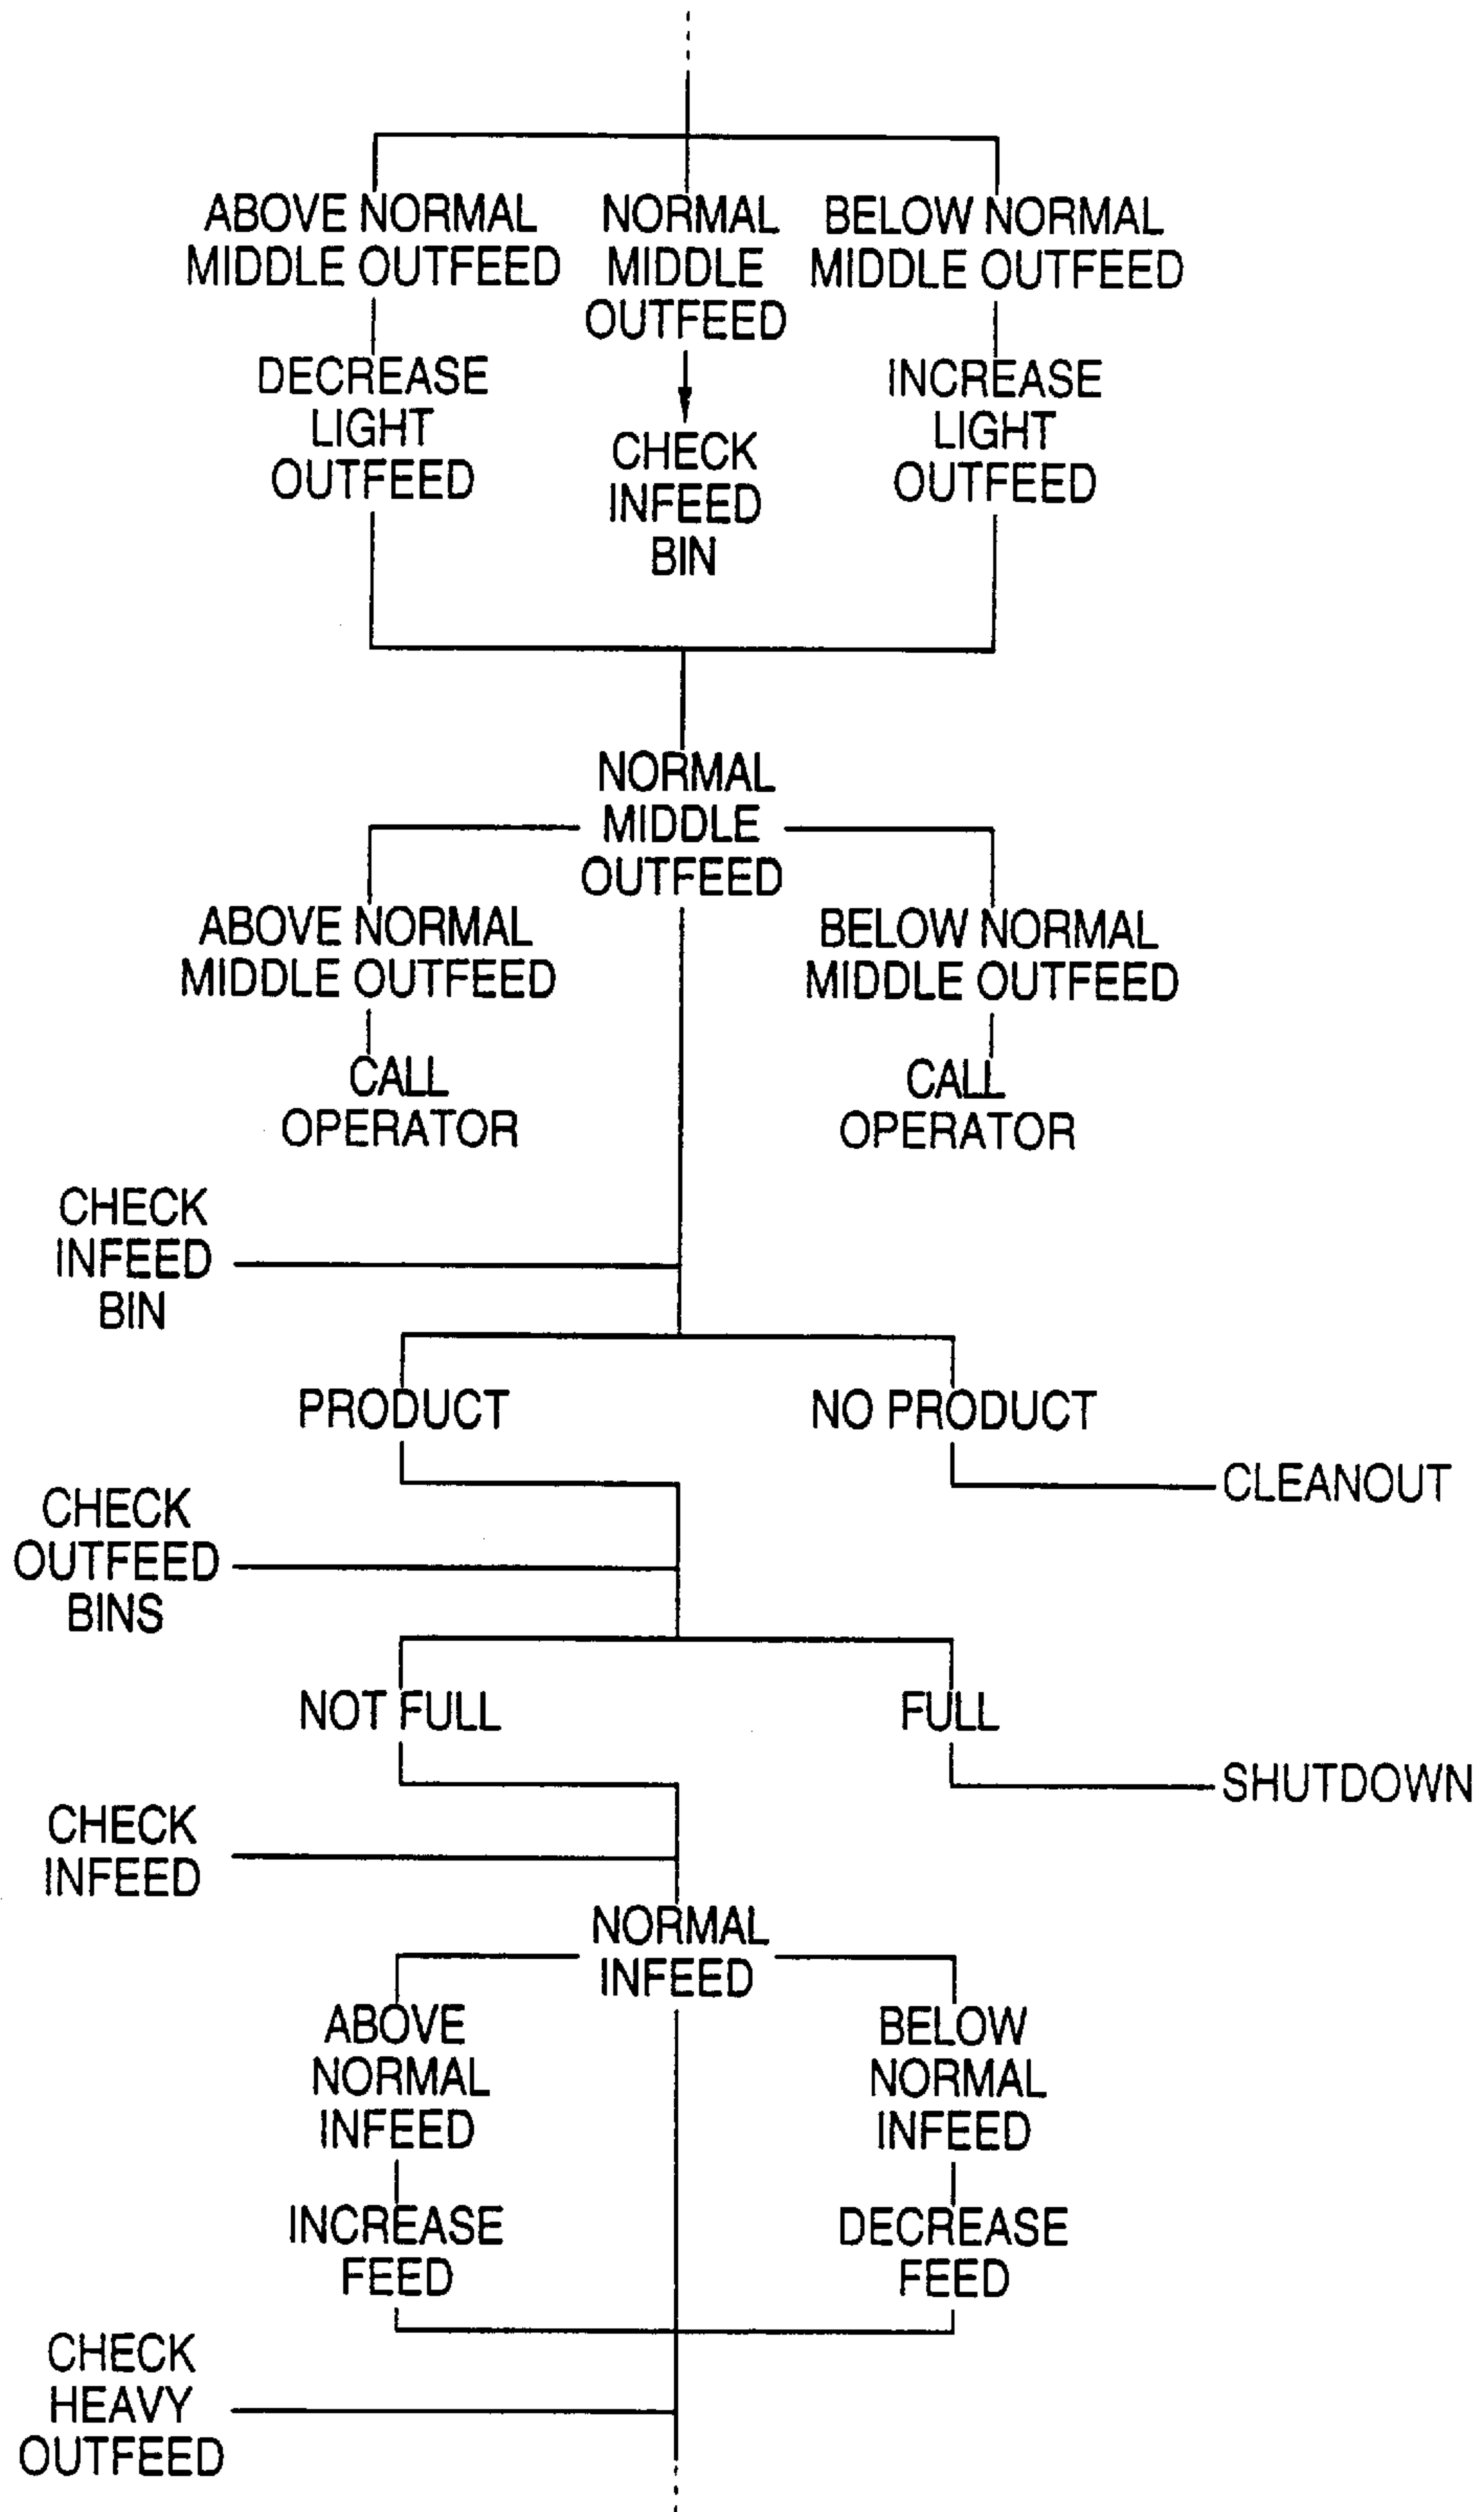 ABOVE NORMAL
MIDDLE OUTFEED
NORMAL
MIDDLE
OUTFEED
BELOW NORMAL
MIDDLE OUTFEED
DECREASE
LIGHT
OUTFEED
CHECK
INFEED
BIN
INCREASE
LIGHT
OUTFEED
NORMAL
MIDDLE
OUTFEED
ABOVE NORMAL
MIDDLE OUTFEED
BELOW NORMAL
MIDDLE OUTFEED
CALL
OPERATOR
CALL
OPERATOR
CHECK
INFEED
BIN
PRODUCT
NO PRODUCT
CLEANOUT
CHECK
OUTFEED
BINS
NOT FULL
FULL
SHUTDOWN
CHECK
INFEED
NORMAL
INFEED
ABOVE
NORMAL
INFEED
BELOW
NORMAL
INFEED
INCREASE
FEED
DECREASE
FEED
CHECK
HEAVY
OUTFEED